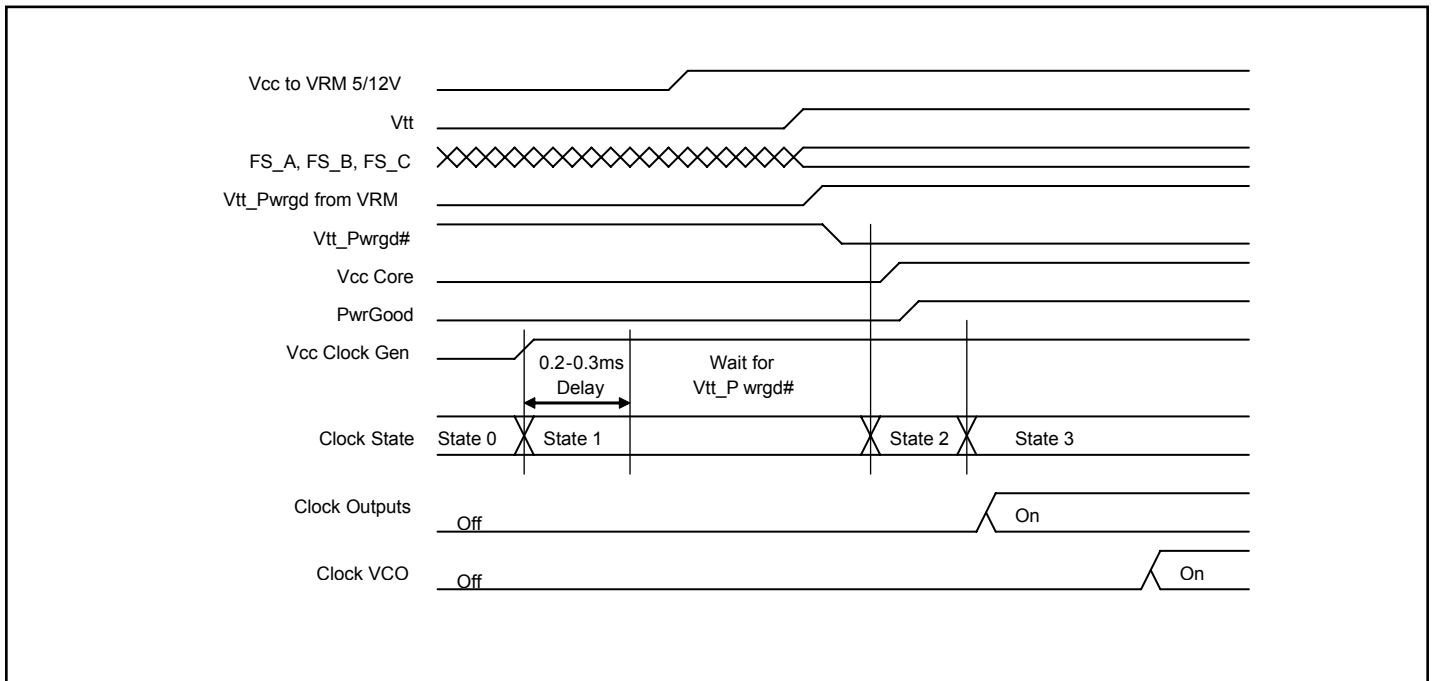 Vcc to VRM 5/12V
Vtt
FS_A, FS_B, FS_C
Vtt_Pwrgd from VRM
Vtt_Pwrgd#
Vcc Core
PwrGood
Vcc Clock Gen
0.2-0.3ms
Delay
Wait for
Vtt_P wrgd#
Clock State
State 0
State 1
State 2
State 3
Clock Outputs
Off
On
Clock VCO
Off
On